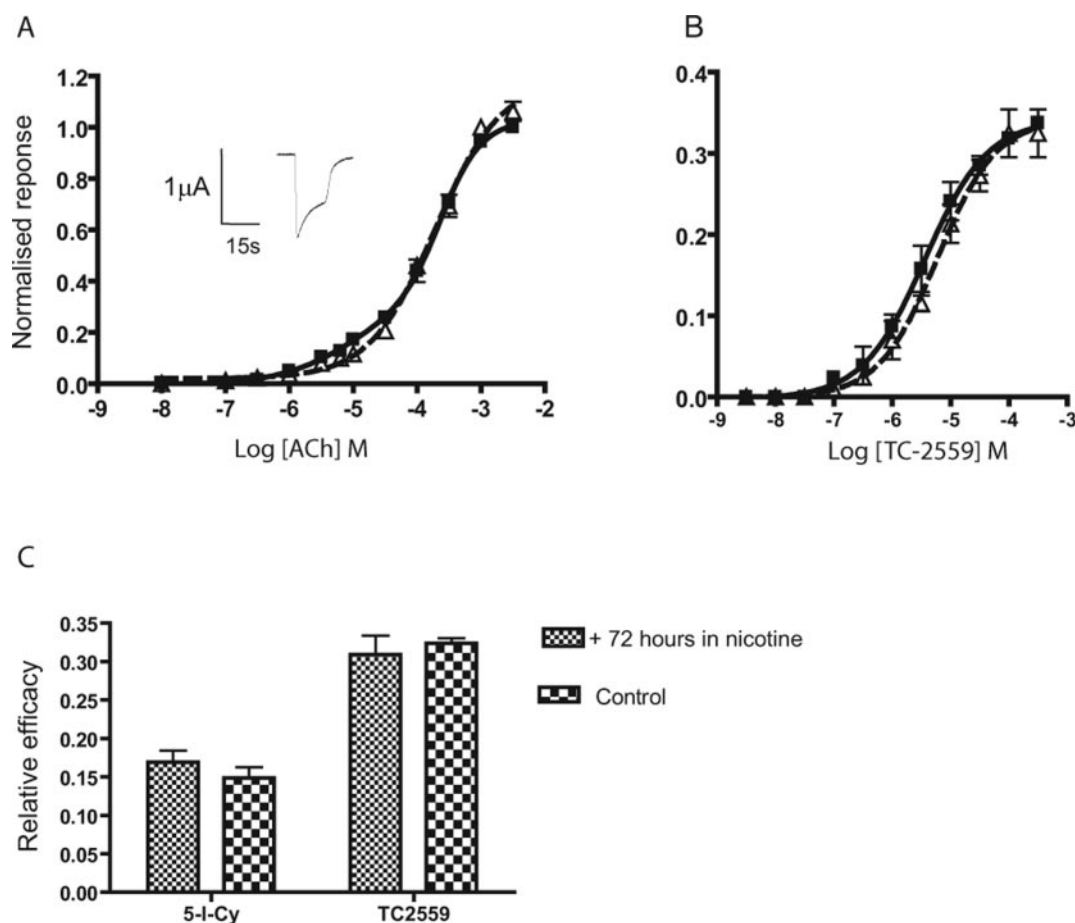 A
Normalised reponse
1.2
1.0
0.8
0.6
0.4
0.2
0.0
1μA
15s
-9 -8 -7 -6 -5 -4 -3 -2
Log [ACh] M
B
0.4
0.3
0.2
0.1
0.0
-9 -8 -7 -6 -5 -4 -3
Log [TC-2559] M
C
Relative efficacy
0.35
0.30
0.25
0.20
0.15
0.10
0.05
0.00
5-I-Cy TC2559
+ 72 hours in nicotine
Control